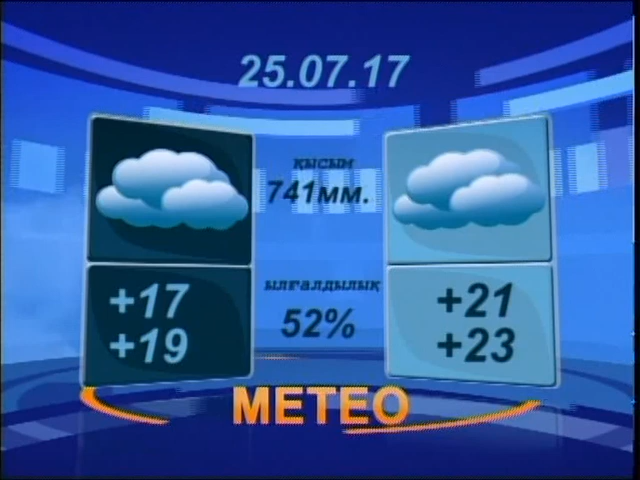 25.07.17
қысым
741мм.
+17
+19
ылғалдылық
52%
+21
+23
МЕТЕО